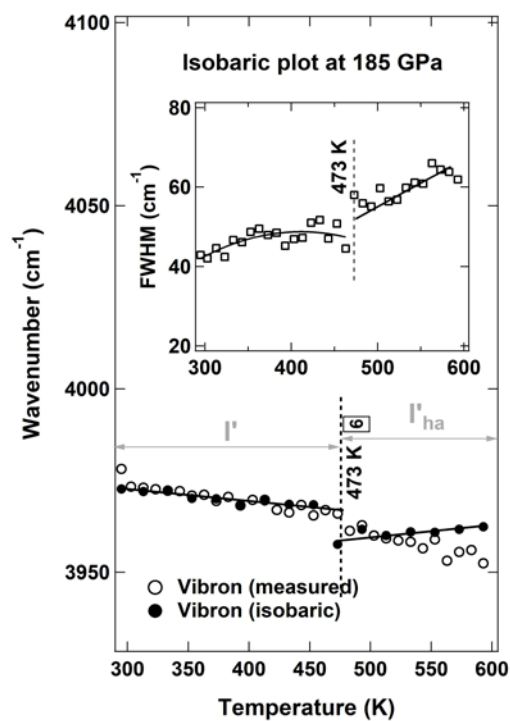 4100
4050
4000
3950
Wavenumber (cm⁻¹)
Isobaric plot at 185 GPa
80
60
40
20
FWHM (cm⁻¹)
473 K
300
400
500
600
I'
I'ha
473 K 6
Vibron (measured)
Vibron (isobaric)
300
350
400
450
500
550
600
Temperature (K)